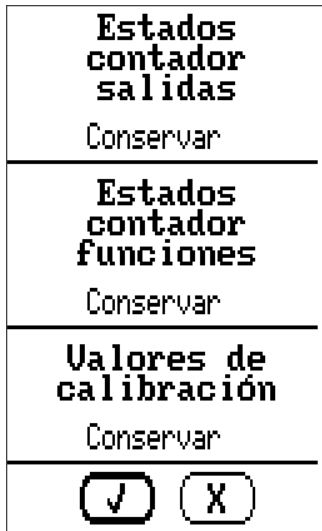 Estados
contador
salidas
Conservar
Estados
contador
funciones
Conservar
Valores de
calibración
Conservar
√ X